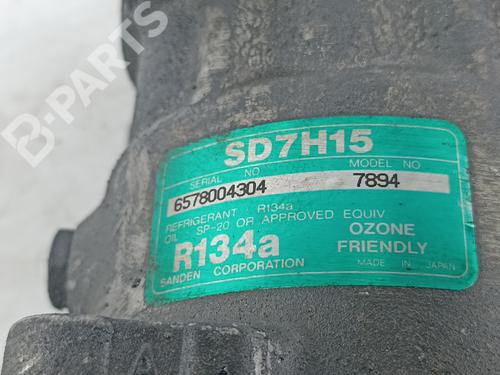 B-PARTS
SD7H15
SERIAL NO MODEL NO
6578004304 7894
REFRIGERANT R134a
OIL SP-20 OR APPROVED EQUIV
R134a OZONE FRIENDLY
SANDEN CORPORATION MADE IN JAPAN